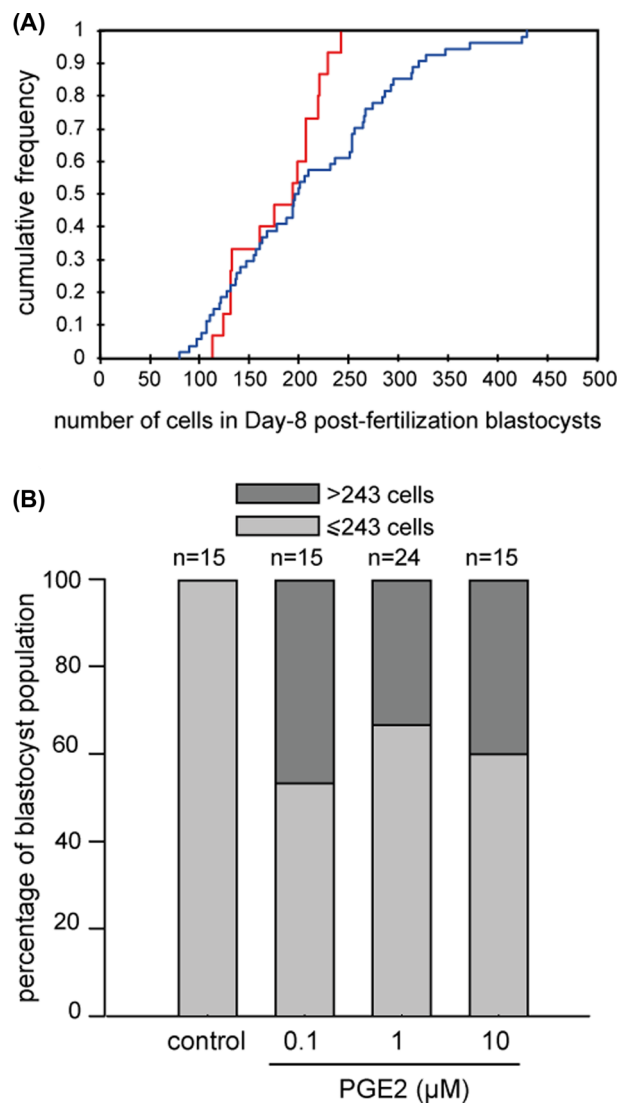 (A)
1
0.9
0.8
0.7
0.6
0.5
0.4
0.3
0.2
0.1
0
cumulative frequency
0 50 100 150 200 250 300 350 400 450 500
number of cells in Day-8 post-fertilization blastocysts
(B)
>243 cells
⩽243 cells
n=15 n=15 n=24 n=15
100
80
60
40
20
0
percentage of blastocyst population
control 0.1 1 10
PGE2 (µM)